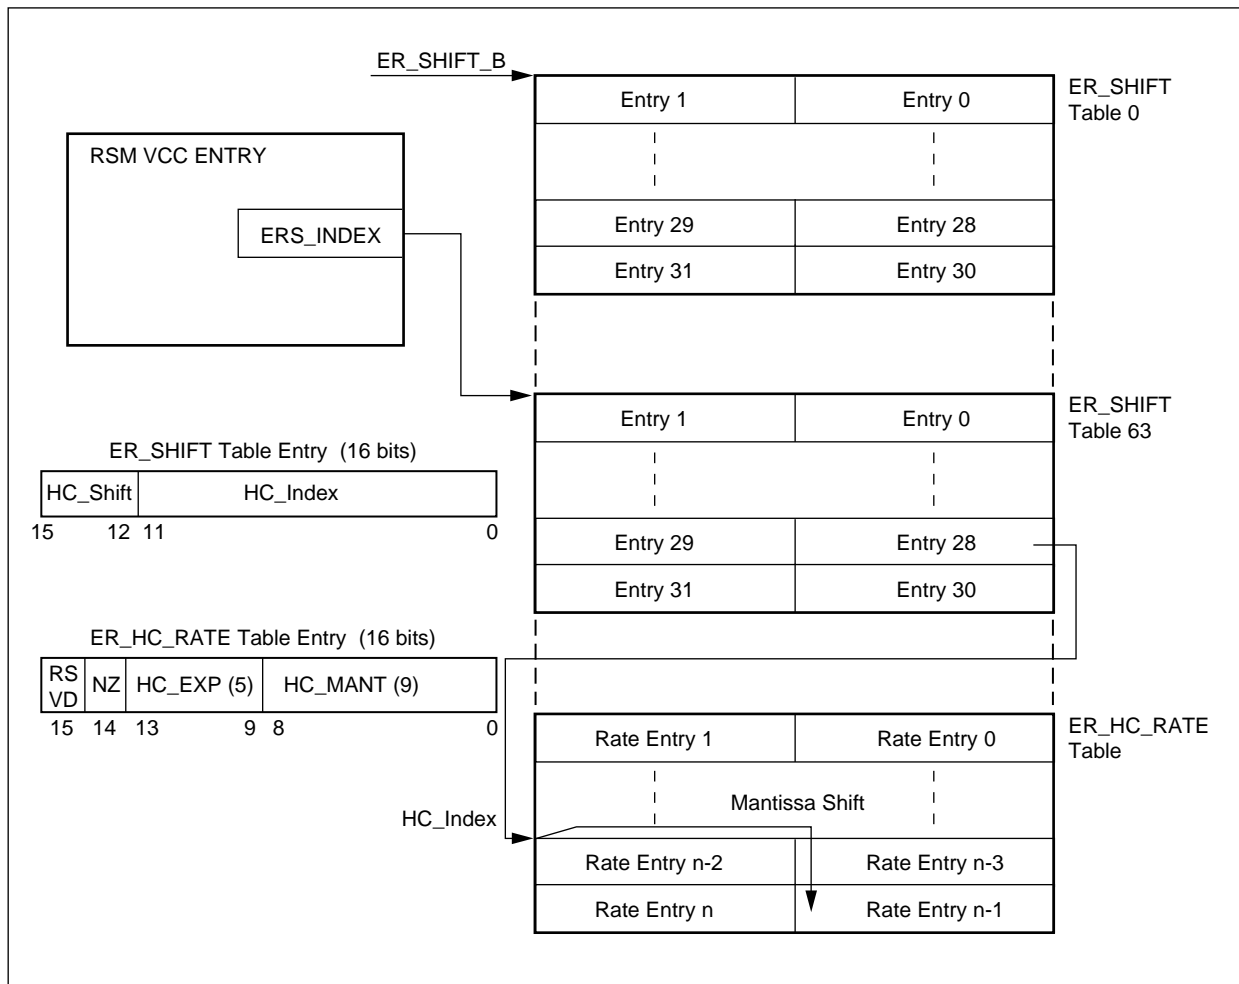 ER_SHIFT_B
Entry 1 Entry 0
ER_SHIFT
Table 0
RSM VCC ENTRY
ERS_INDEX
Entry 29 Entry 28
Entry 31 Entry 30
Entry 1 Entry 0
ER_SHIFT
Table 63
ER_SHIFT Table Entry (16 bits)
HC_Shift HC_Index
15 12 11 0
Entry 29 Entry 28
Entry 31 Entry 30
ER_HC_RATE Table Entry (16 bits)
RS
VD NZ HC_EXP (5) HC_MANT (9)
15 14 13 9 8 0
Rate Entry 1 Rate Entry 0
ER_HC_RATE
Table
Mantissa Shift
HC_Index
Rate Entry n-2 Rate Entry n-3
Rate Entry n Rate Entry n-1